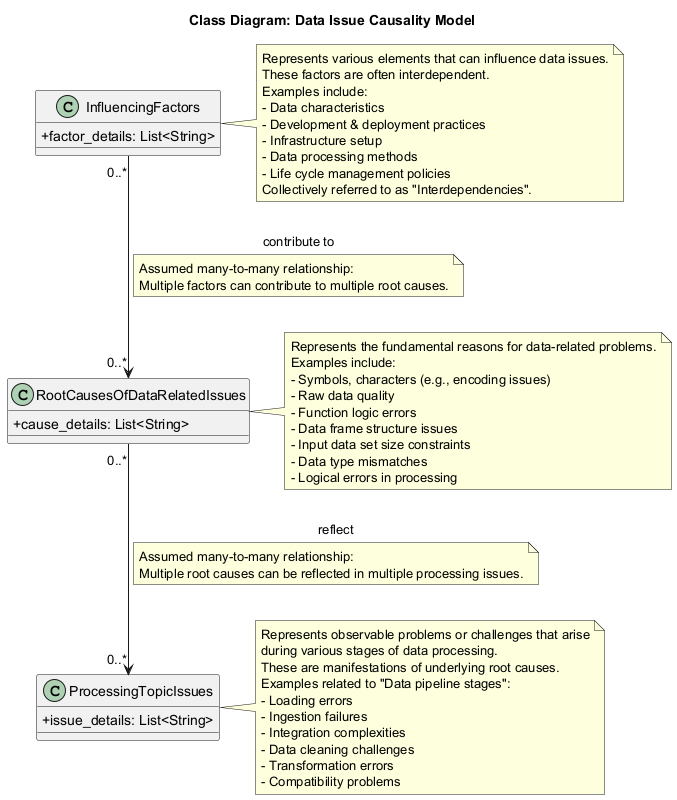 Class Diagram: Data Issue Causality Model
C InfluencingFactors
+factor_details: List<String>
Represents various elements that can influence data issues.
These factors are often interdependent.
Examples include:
- Data characteristics
- Development & deployment practices
- Infrastructure setup
- Data processing methods
- Life cycle management policies
Collectively referred to as "Interdependencies".
0..*
contribute to
Assumed many-to-many relationship:
Multiple factors can contribute to multiple root causes.
0..*
C RootCausesOfDataRelatedIssues
+cause_details: List<String>
Represents the fundamental reasons for data-related problems.
Examples include:
- Symbols, characters (e.g., encoding issues)
- Raw data quality
- Function logic errors
- Data frame structure issues
- Input data set size constraints
- Data type mismatches
- Logical errors in processing
0..*
reflect
Assumed many-to-many relationship:
Multiple root causes can be reflected in multiple processing issues.
0..*
C ProcessingTopicIssues
+issue_details: List<String>
Represents observable problems or challenges that arise
during various stages of data processing.
These are manifestations of underlying root causes.
Examples related to "Data pipeline stages":
- Loading errors
- Ingestion failures
- Integration complexities
- Data cleaning challenges
- Transformation errors
- Compatibility problems